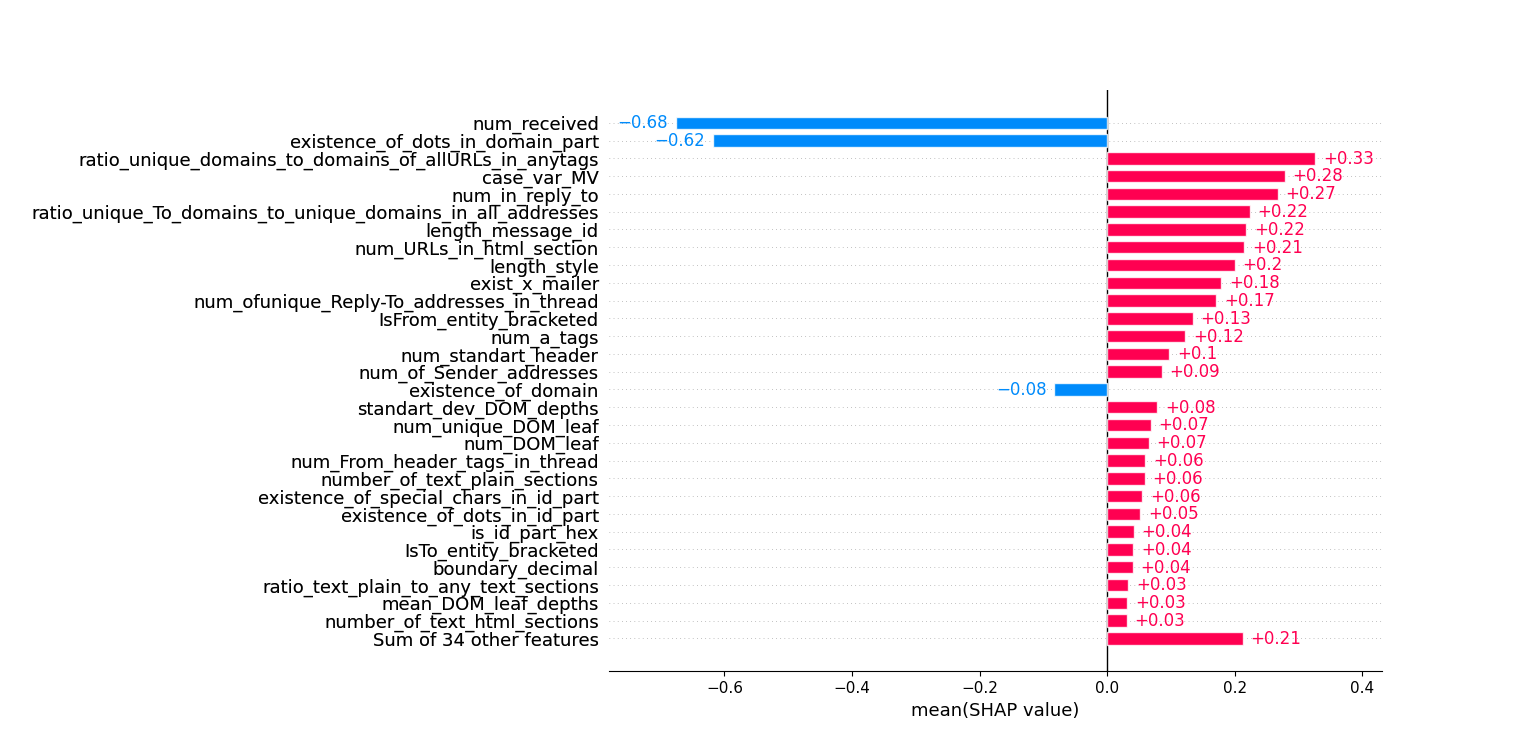 num_received −0.68
existence_of_dots_in_domain_part −0.62
ratio_unique_domains_to_domains_of_allURLs_in_anytags +0.33
case_var_MV +0.28
num_in_reply_to +0.27
ratio_unique_To_domains_to_unique_domains_in_all_addresses +0.22
length_message_id +0.22
num_URLs_in_html_section +0.21
length_style +0.2
exist_x_mailer +0.18
num_ofunique_Reply-To_addresses_in_thread +0.17
IsFrom_entity_bracketed +0.13
num_a_tags +0.12
num_standart_header +0.1
num_of_Sender_addresses +0.09
existence_of_domain −0.08
standart_dev_DOM_depths +0.08
num_unique_DOM_leaf +0.07
num_DOM_leaf +0.07
num_From_header_tags_in_thread +0.06
number_of_text_plain_sections +0.06
existence_of_special_chars_in_id_part +0.06
existence_of_dots_in_id_part +0.05
is_id_part_hex +0.04
IsTo_entity_bracketed +0.04
boundary_decimal +0.04
ratio_text_plain_to_any_text_sections +0.03
mean_DOM_leaf_depths +0.03
number_of_text_html_sections +0.03
Sum of 34 other features +0.21
−0.6 −0.4 −0.2 0.0 0.2 0.4
mean(SHAP value)